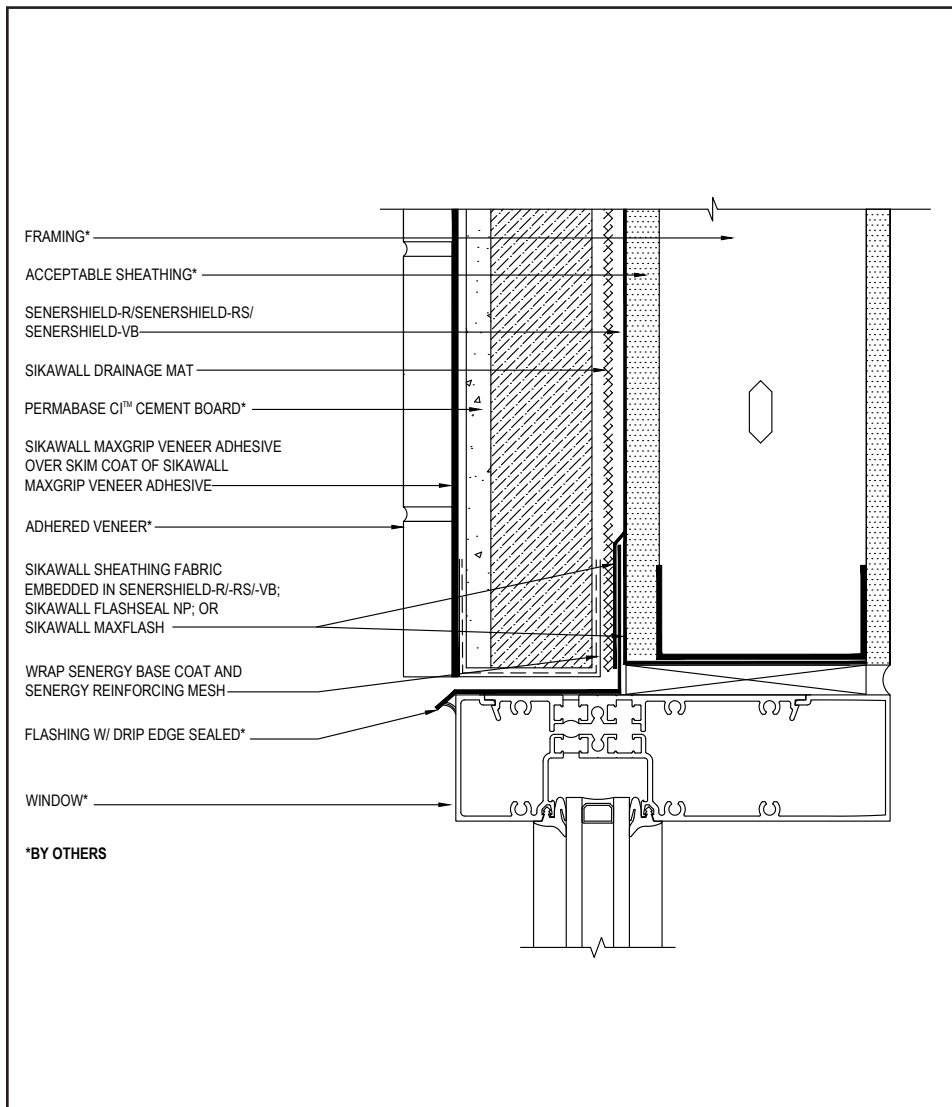 FRAMING*
ACCEPTABLE SHEATHING*
SENERSHIELD-R/SENERSHIELD-RS/
SENERSHIELD-VB
SIKAWALL DRAINAGE MAT
PERMABASE CI™ CEMENT BOARD*
SIKAWALL MAXGRIP VENEER ADHESIVE
OVER SKIM COAT OF SIKAWALL
MAXGRIP VENEER ADHESIVE
ADHERED VENEER*
SIKAWALL SHEATHING FABRIC
EMBEDDED IN SENERSHIELD-R/-RS/-VB;
SIKAWALL FLASHSEAL NP; OR
SIKAWALL MAXFLASH
WRAP SENERGY BASE COAT AND
SENERGY REINFORCING MESH
FLASHING W/ DRIP EDGE SEALED*
WINDOW*
*BY OTHERS